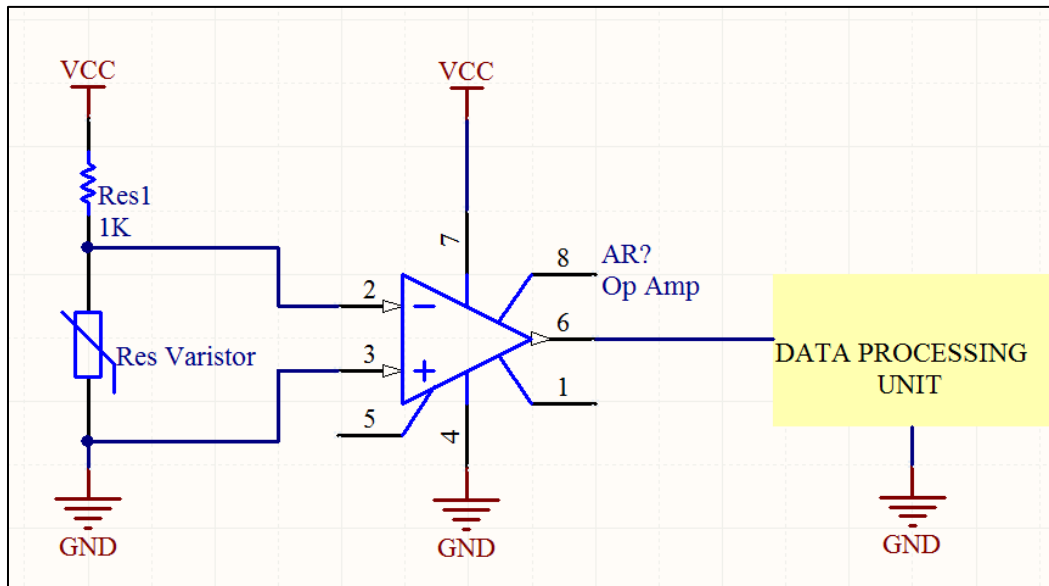 VCC
VCC
Res1
1K
7
8
AR?
Op Amp
2
6
3
Res Varistor
DATA PROCESSING
UNIT
1
5
4
GND
GND
GND